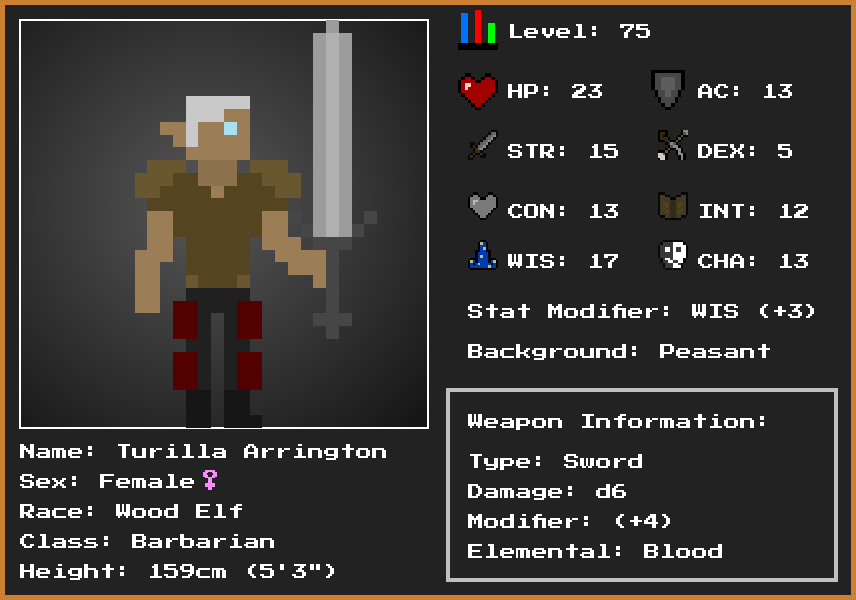 Level: 75
HP: 23
AC: 13
STR: 15
DEX: 5
CON: 13
INT: 12
WIS: 17
CHA: 13
Stat Modifier: WIS (+3)
Background: Peasant
Weapon Information:
Type: Sword
Damage: d6
Modifier: (+4)
Elemental: Blood
Name: Turilla Arrington
Sex: Female♀
Race: Wood Elf
Class: Barbarian
Height: 159cm (5'3")